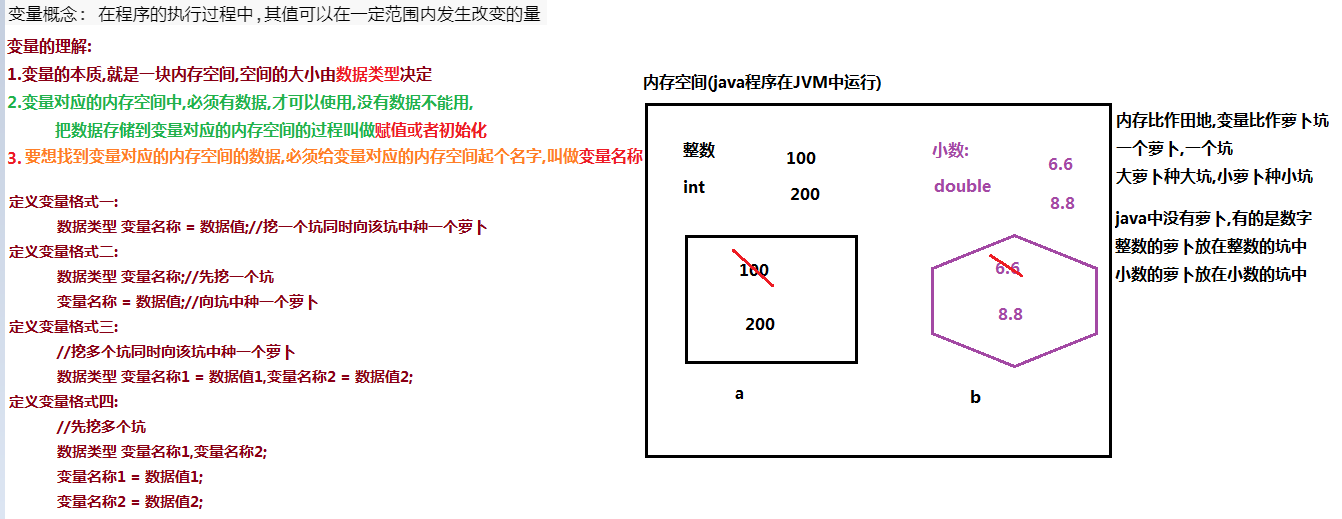 变量概念: 在程序的执行过程中,其值可以在一定范围内发生改变的量
变量的理解:
1.变量的本质,就是一块内存空间,空间的大小由数据类型决定
2.变量对应的内存空间中,必须有数据,才可以使用,没有数据不能用,
把数据存储到变量对应的内存空间的过程叫做赋值或者初始化
3.要想找到变量对应的内存空间的数据,必须给变量对应的内存空间起个名字,叫做变量名称
定义变量格式一:
数据类型 变量名称 = 数据值;//挖一个坑同时向该坑中种一个萝卜
定义变量格式二:
数据类型 变量名称;//先挖一个坑
变量名称 = 数据值;//向坑中种一个萝卜
定义变量格式三:
//挖多个坑同时向该坑中种一个萝卜
数据类型 变量名称1 = 数据值1,变量名称2 = 数据值2;
定义变量格式四:
//先挖多个坑
数据类型 变量名称1,变量名称2;
变量名称1 = 数据值1;
变量名称2 = 数据值2;
内存空间(java程序在JVM中运行)
整数
100
int
200
100
200
a
小数:
6.6
double
8.8
6.6
8.8
b
内存比作田地,变量比作萝卜坑
一个萝卜,一个坑
大萝卜种大坑,小萝卜种小坑
java中没有萝卜,有的是数字
整数的萝卜放在整数的坑中
小数的萝卜放在小数的坑中